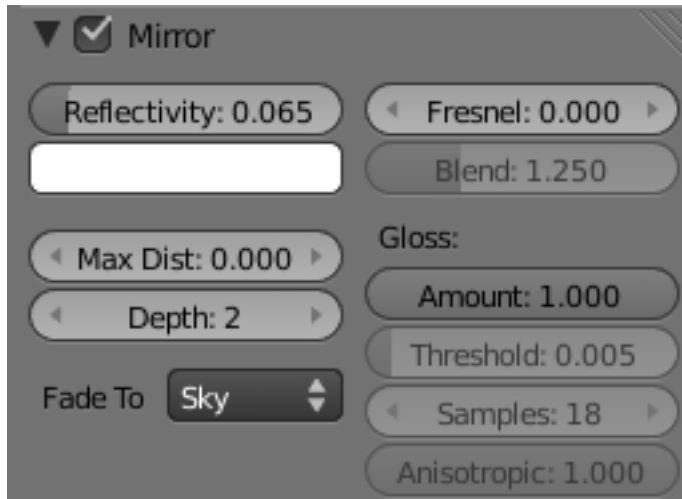 Mirror
Reflectivity: 0.065
Fresnel: 0.000
Blend: 1.250
Max Dist: 0.000
Depth: 2
Fade To Sky
Gloss:
Amount: 1.000
Threshold: 0.005
Samples: 18
Anisotropic: 1.000